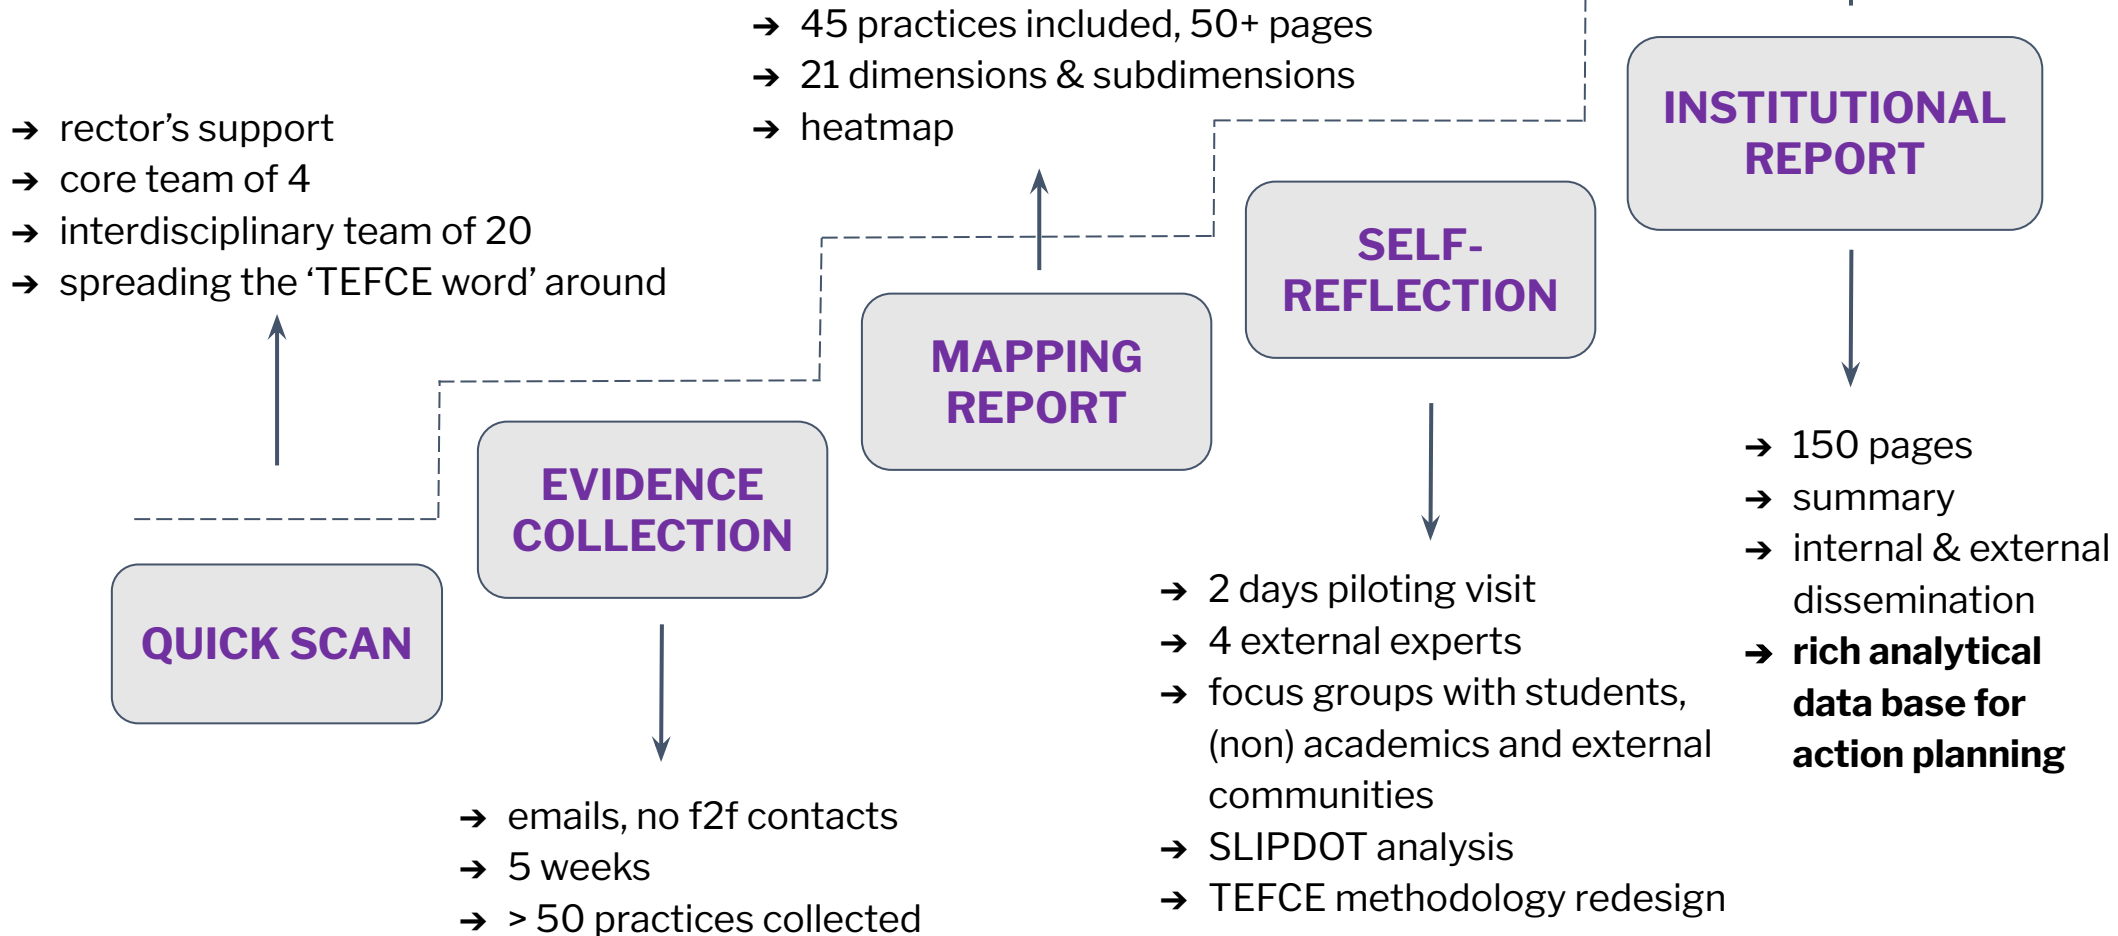 ➔ 45 practices included, 50+ pages
➔ 21 dimensions & subdimensions
➔ heatmap
➔ rector’s support
➔ core team of 4
➔ interdisciplinary team of 20
➔ spreading the ‘TEFCE word’ around
QUICK SCAN
EVIDENCE
COLLECTION
➔ emails, no f2f contacts
➔ 5 weeks
➔ > 50 practices collected
MAPPING
REPORT
SELF-
REFLECTION
➔ 2 days piloting visit
➔ 4 external experts
➔ focus groups with students,
(non) academics and external
communities
➔ SLIPDOT analysis
➔ TEFCE methodology redesign
INSTITUTIONAL
REPORT
➔ 150 pages
➔ summary
➔ internal & external
dissemination
➔ rich analytical
data base for
action planning